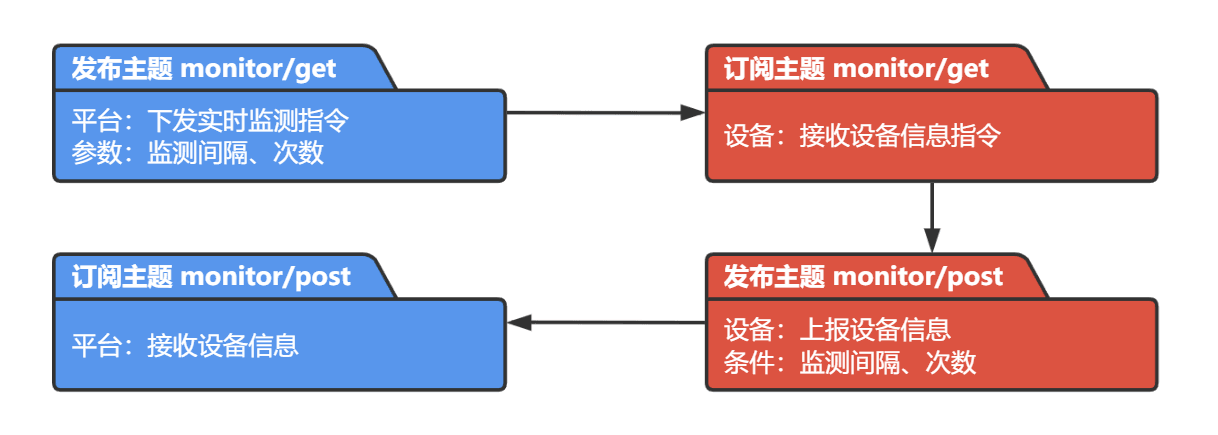 发布主题 monitor/get
平台：下发实时监测指令
参数：监测间隔、次数
订阅主题 monitor/get
设备：接收设备信息指令
订阅主题 monitor/post
平台：接收设备信息
发布主题 monitor/post
设备：上报设备信息
条件：监测间隔、次数